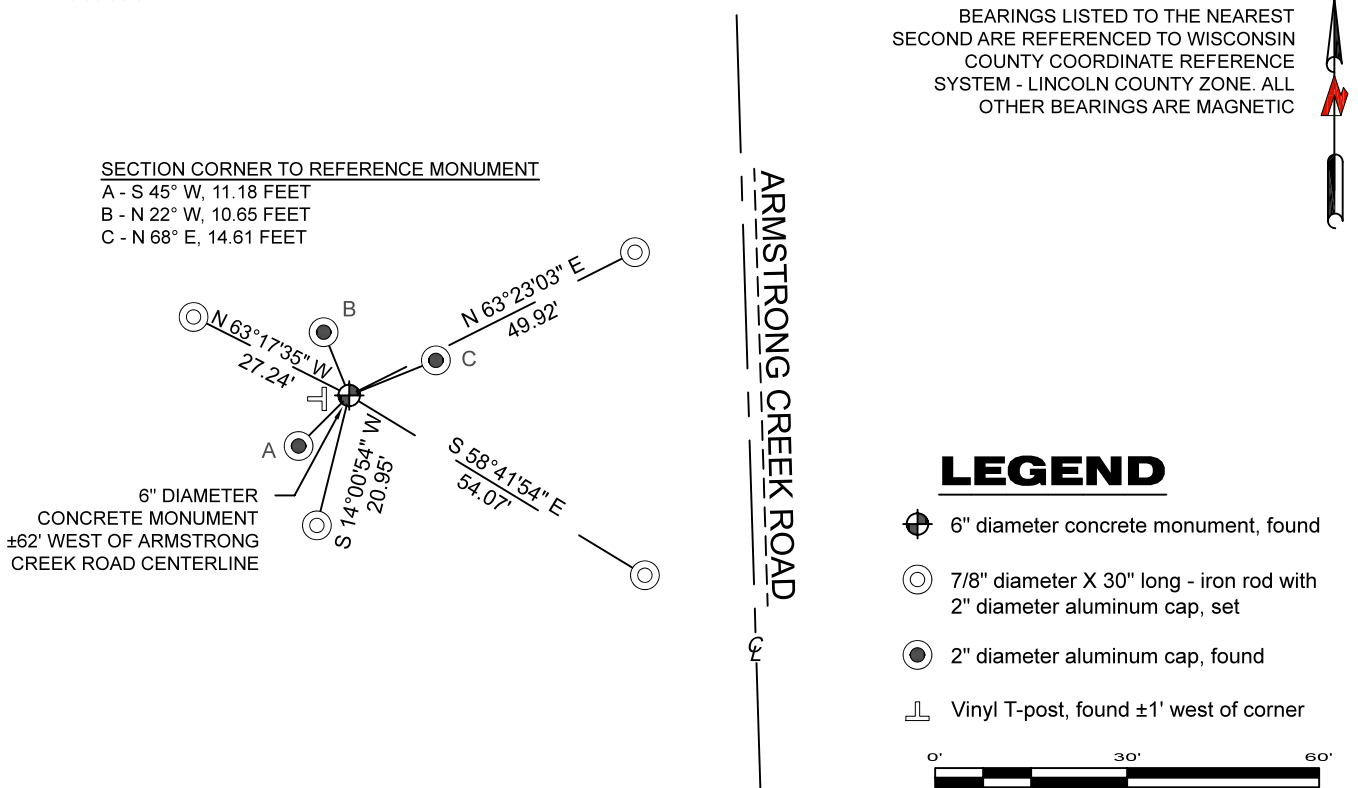 BEARINGS LISTED TO THE NEAREST
SECOND ARE REFERENCED TO WISCONSIN
COUNTY COORDINATE REFERENCE
SYSTEM - LINCOLN COUNTY ZONE. ALL
OTHER BEARINGS ARE MAGNETIC
SECTION CORNER TO REFERENCE MONUMENT
A - S 45° W, 11.18 FEET
B - N 22° W, 10.65 FEET
C - N 68° E, 14.61 FEET
N 63°23'03" E
49.92'
B
N 63°17'35" W
27.24'
C
A
S 14°00'54" W
20.95'
S 58°41'54" E
54.07'
6" DIAMETER
CONCRETE MONUMENT
±62' WEST OF ARMSTRONG
CREEK ROAD CENTERLINE
ARMSTRONG CREEK ROAD
℄
LEGEND
6" diameter concrete monument, found
7/8" diameter X 30" long - iron rod with
2" diameter aluminum cap, set
2" diameter aluminum cap, found
Vinyl T-post, found ±1' west of corner
0' 30' 60'